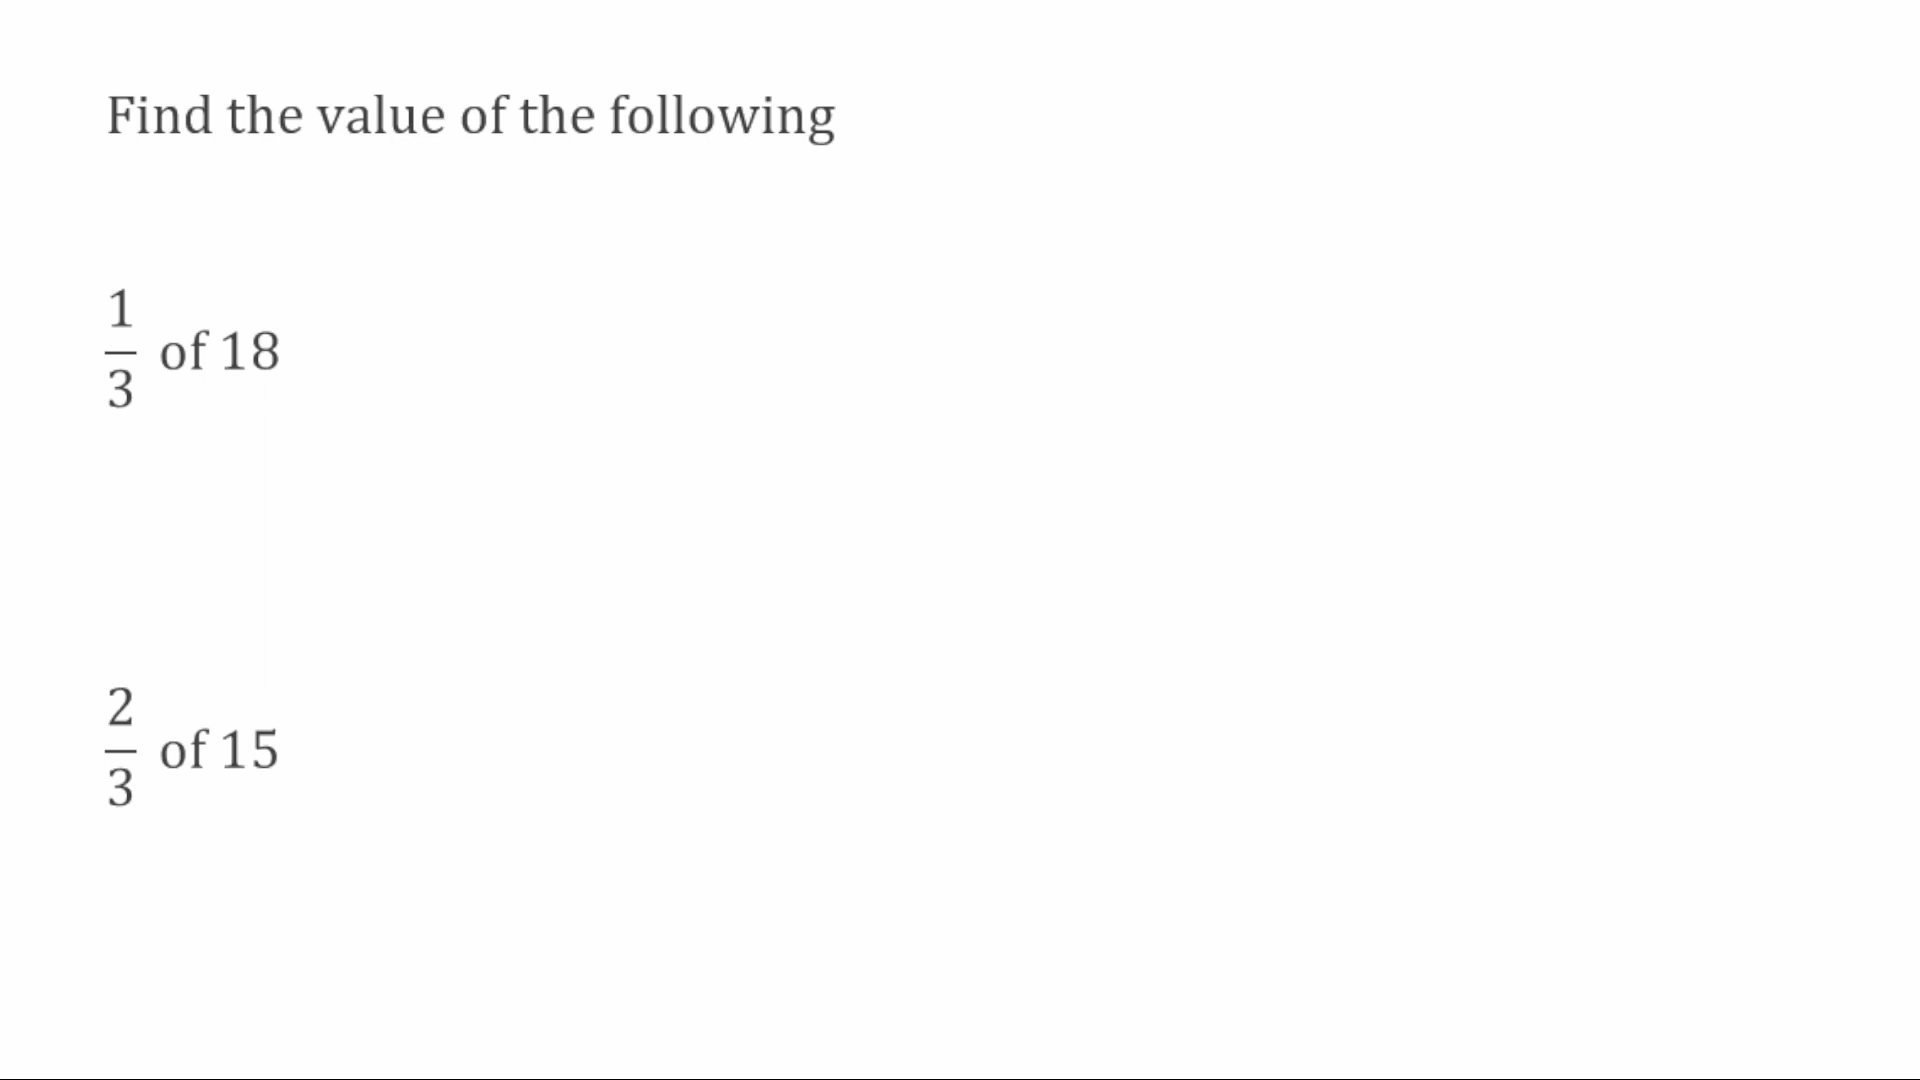 Find the value of the following
1/3 of 18
2/3 of 15